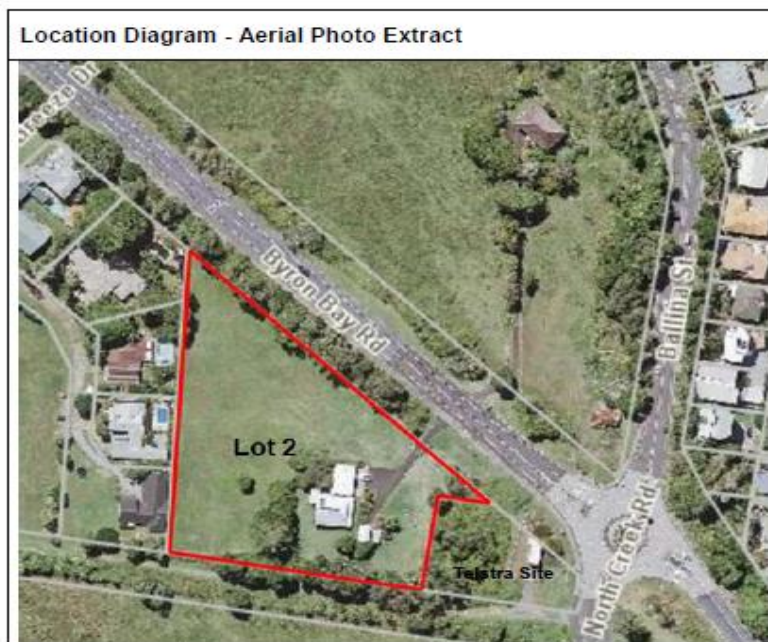 Location Diagram - Aerial Photo Extract
Byron Bay Rd
Ballina St
Lot 2
Telstra Site
North Creek Rd